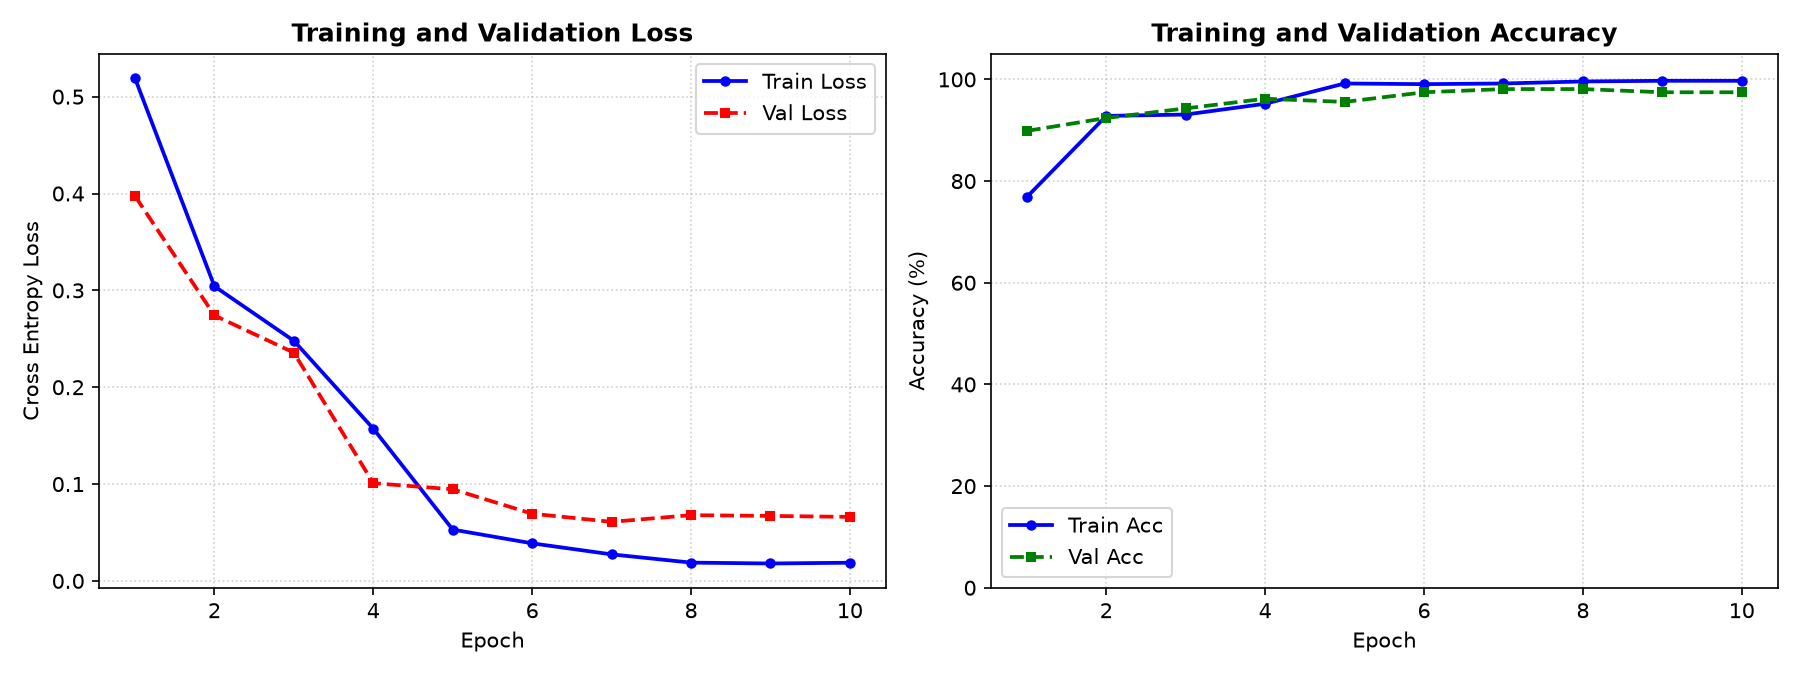 Training and Validation Loss
Cross Entropy Loss
0.5
0.4
0.3
0.2
0.1
0.0
Train Loss
Val Loss
2 4 6 8 10
Epoch
Training and Validation Accuracy
Accuracy (%)
100
80
60
40
20
0
Train Acc
Val Acc
2 4 6 8 10
Epoch